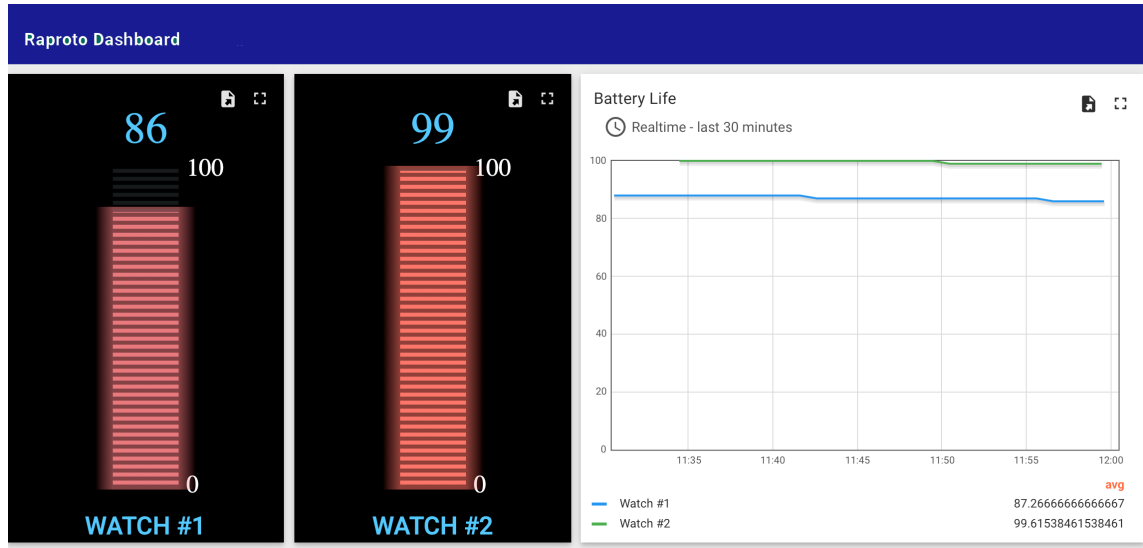 Raproto Dashboard
86
100
0
WATCH #1
99
100
0
WATCH #2
Battery Life
Realtime - last 30 minutes
100
80
60
40
20
0
11:35 11:40 11:45 11:50 11:55 12:00
avg
Watch #1 87.26666666666667
Watch #2 99.61538461538461